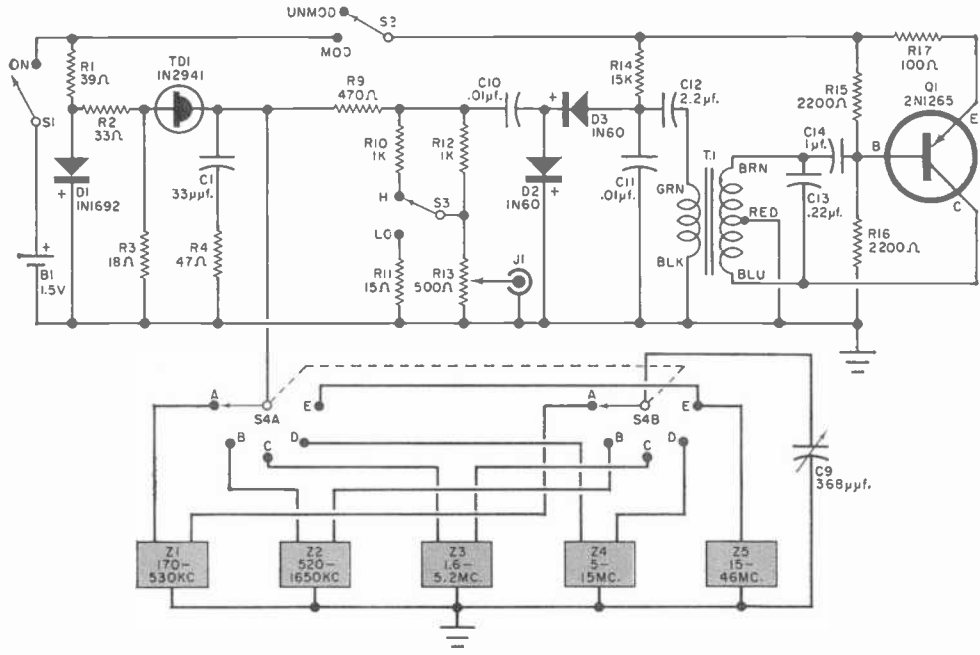 UNMOD
S2
MOD
ON
S1
R1
39Ω
R2
33Ω
TD1
1N2941
R9
470Ω
C10
.01µf.
+
D3
1N60
R14
15K
C12
2.2µf.
R15
2200Ω
R17
100Ω
Q1
2N1265
E
B
C
C14
1µf.
D1
1N1692
+
C1
33µµf.
R10
1K
R12
1K
H
S3
LO
D2
1N60
+
C11
.01µf.
GRN
BLK
T1
BRN
RED
BLU
C13
.22µf.
R16
2200Ω
+
B1
1.5V
R3
18Ω
R4
47Ω
R11
15Ω
R13
500Ω
J1
A
S4A
E
B
C
D
A
S4B
E
B
C
D
C9
368µµf.
Z1
170–
530KC
Z2
520–
1650KC
Z3
1.6–
5.2MC.
Z4
5–
15MC.
Z5
15–
46MC.